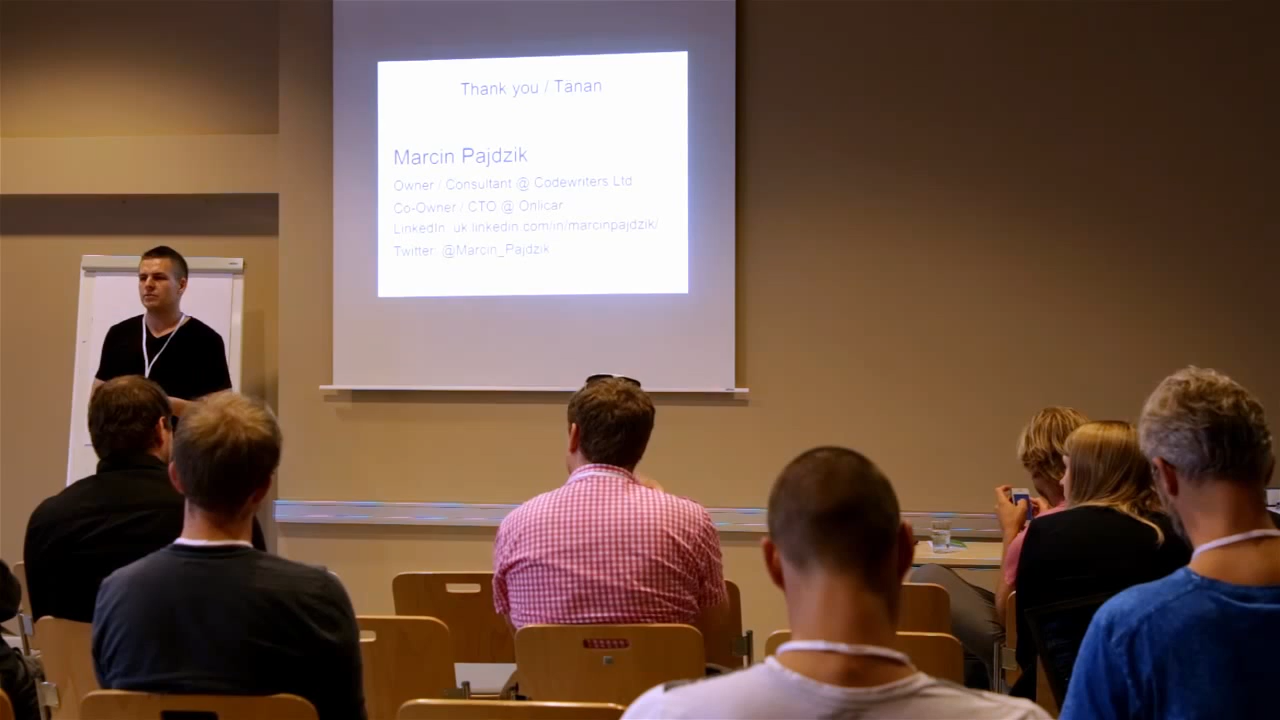 Thank you / Tänan
Marcin Pajdzik
Owner / Consultant @ Codewriters Ltd
Co-Owner / CTO @ Onlicar
LinkedIn: uk.linkedin.com/in/marcinpajdzik/
Twitter: @Marcin_Pajdzik